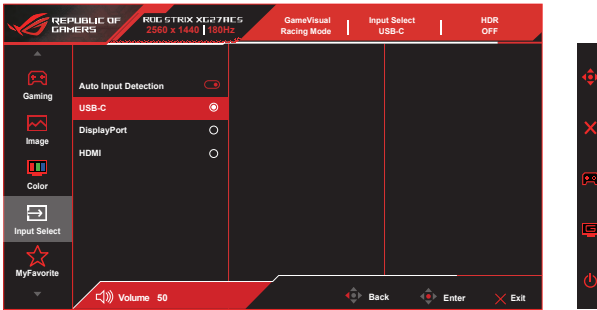 REPUBLIC OF
GAMERS
ROG STRIX XG27ACS
2560 x 1440 180Hz
GameVisual
Racing Mode
Input Select
USB-C
HDR
OFF
Gaming
Image
Color
Input Select
MyFavorite
Auto Input Detection
USB-C
DisplayPort
HDMI
Volume 50
Back
Enter
Exit